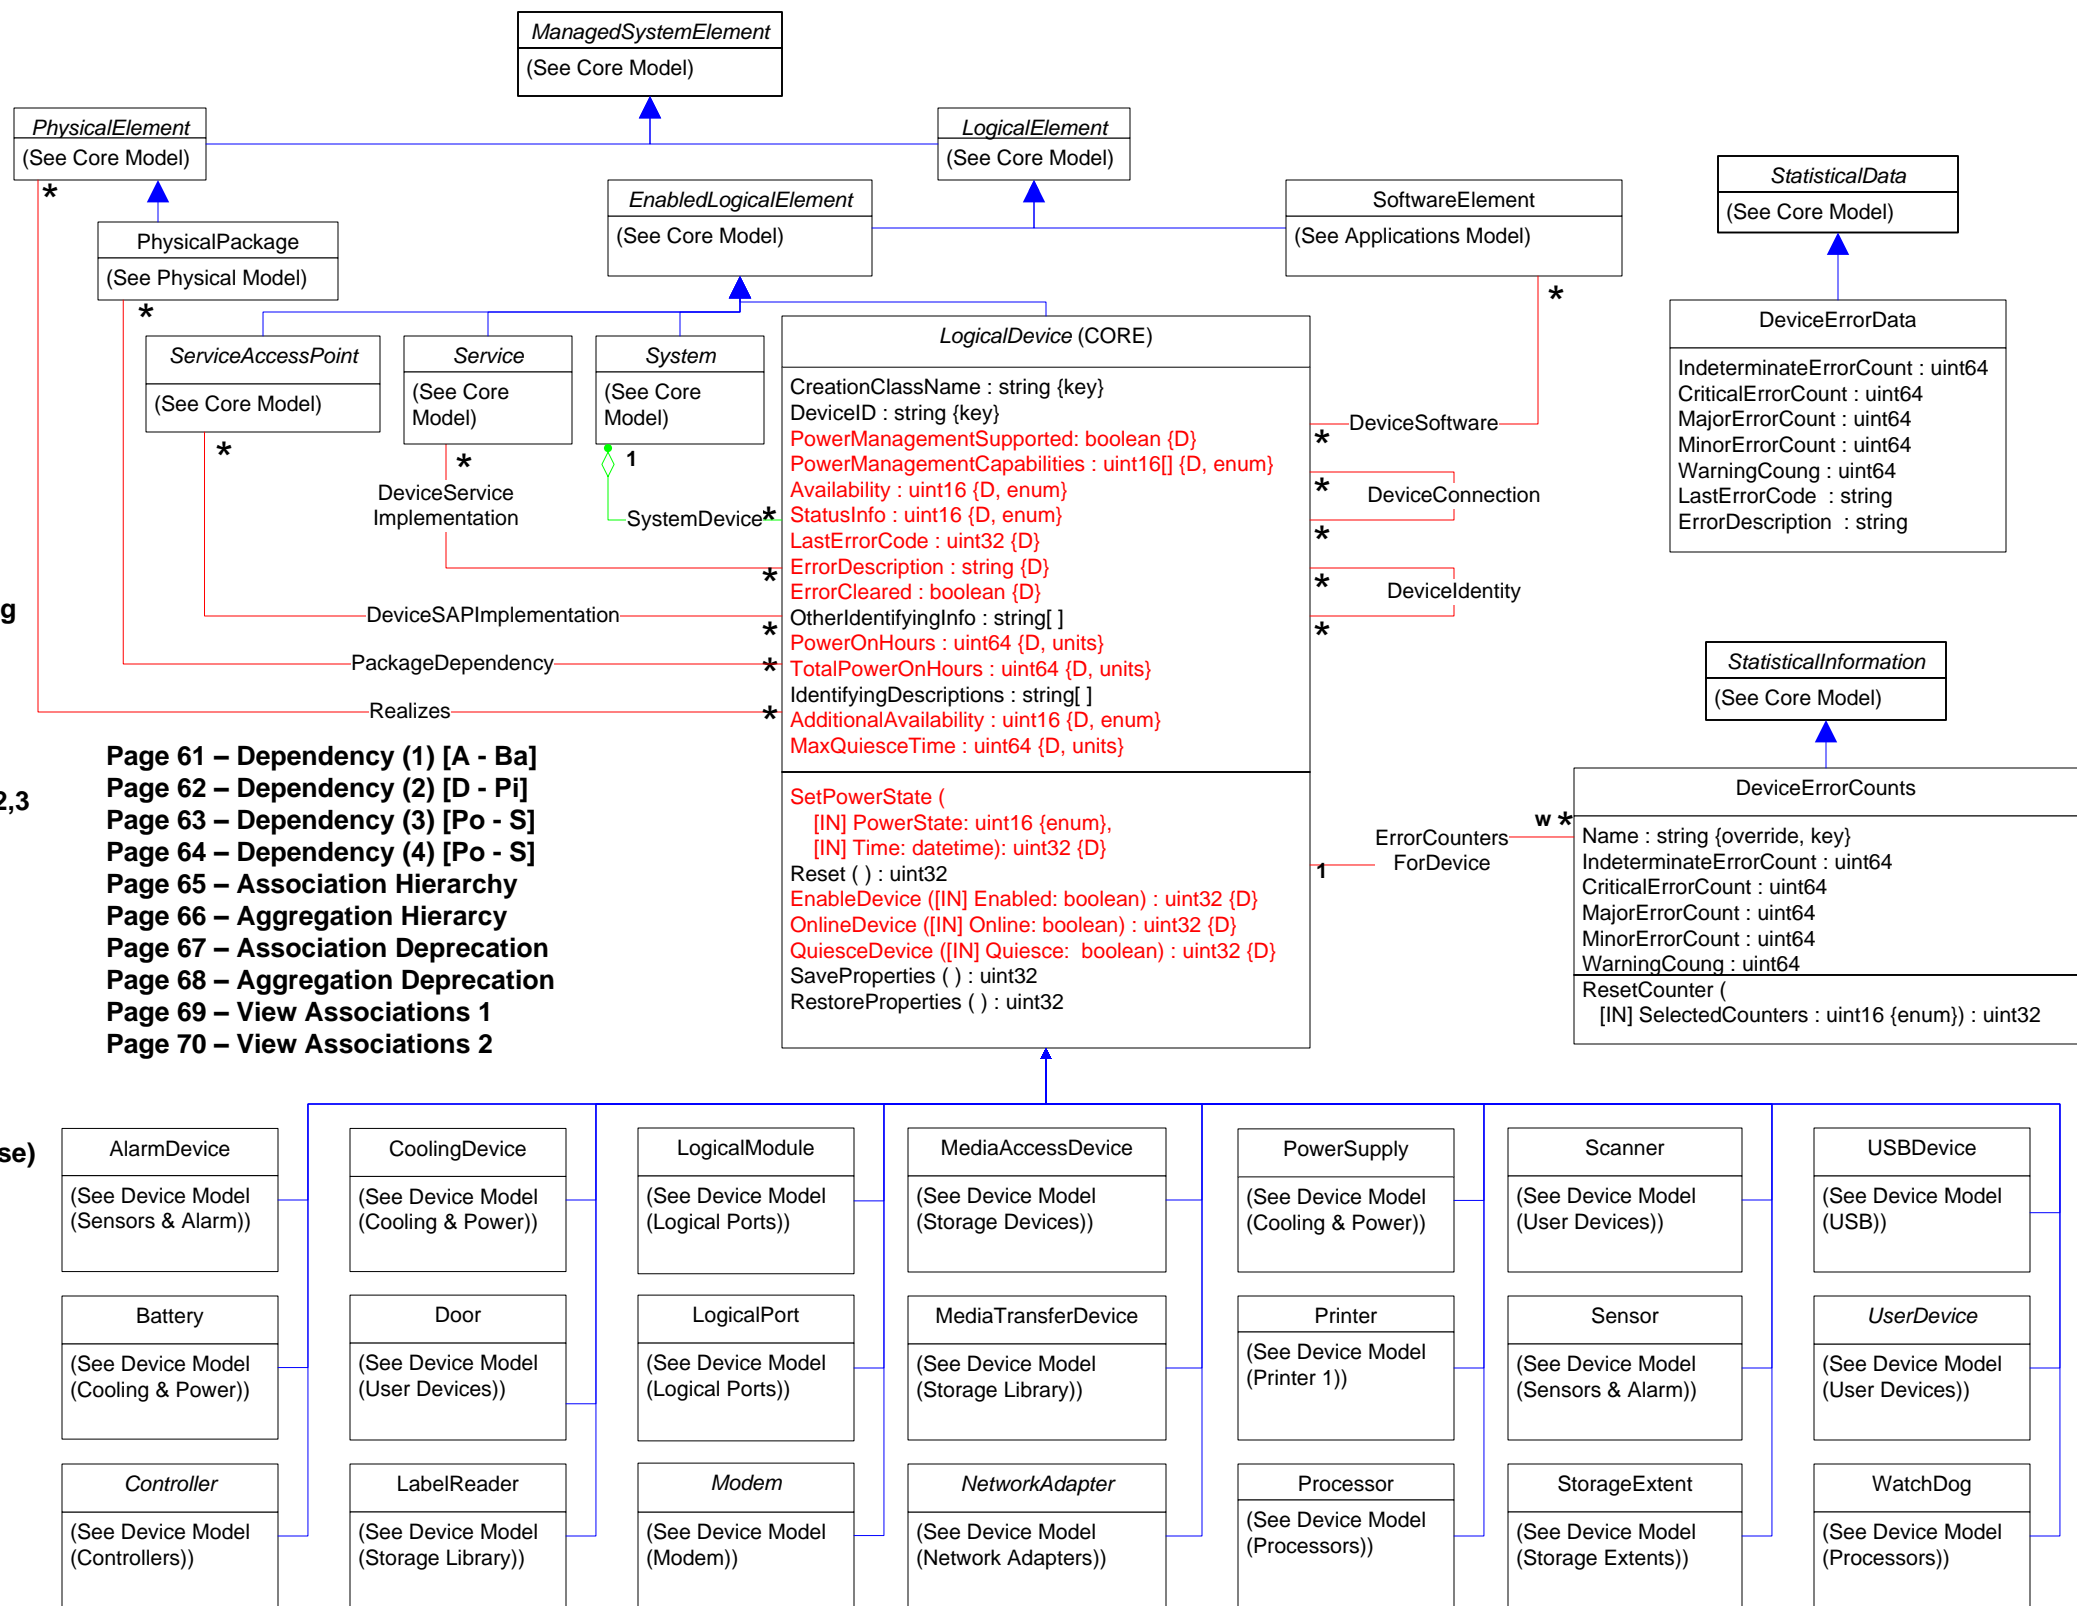 ManagedSystemElement
(See Core Model)
PhysicalElement
(See Core Model)
LogicalElement
(See Core Model)
*
PhysicalPackage
(See Physical Model)
*
EnabledLogicalElement
(See Core Model)
SoftwareElement
(See Applications Model)
*
StatisticalData
(See Core Model)
DeviceErrorData
IndeterminateErrorCount : uint64
CriticalErrorCount : uint64
MajorErrorCount : uint64
MinorErrorCount : uint64
WarningCoung : uint64
LastErrorCode : string
ErrorDescription : string
ServiceAccessPoint
(See Core Model)
*
Service
(See Core
Model)
*
System
(See Core
Model)
1
DeviceService
Implementation
*
SystemDevice
*
DeviceSAPImplementation
*
PackageDependency
*
Realizes
*
LogicalDevice (CORE)
CreationClassName : string {key}
DeviceID : string {key}
PowerManagementSupported: boolean {D}
PowerManagementCapabilities : uint16[] {D, enum}
Availability : uint16 {D, enum}
StatusInfo : uint16 {D, enum}
LastErrorCode : uint32 {D}
ErrorDescription : string {D}
ErrorCleared : boolean {D}
OtherIdentifyingInfo : string[ ]
PowerOnHours : uint64 {D, units}
TotalPowerOnHours : uint64 {D, units}
IdentifyingDescriptions : string[ ]
AdditionalAvailability : uint16 {D, enum}
MaxQuiesceTime : uint64 {D, units}
SetPowerState (
[IN] PowerState: uint16 {enum},
[IN] Time: datetime): uint32 {D}
Reset ( ) : uint32
EnableDevice ([IN] Enabled: boolean) : uint32 {D}
OnlineDevice ([IN] Online: boolean) : uint32 {D}
QuiesceDevice ([IN] Quiesce: boolean) : uint32 {D}
SaveProperties ( ) : uint32
RestoreProperties ( ) : uint32
DeviceSoftware
*
*
DeviceConnection
*
*
DeviceIdentity
*
StatisticalInformation
(See Core Model)
DeviceErrorCounts
Name : string {override, key}
IndeterminateErrorCount : uint64
CriticalErrorCount : uint64
MajorErrorCount : uint64
MinorErrorCount : uint64
WarningCoung : uint64
ResetCounter (
[IN] SelectedCounters : uint16 {enum}) : uint32
w *
ErrorCounters
ForDevice
1
g
2,3
se)
Page 61 – Dependency (1) [A - Ba]
Page 62 – Dependency (2) [D - Pi]
Page 63 – Dependency (3) [Po - S]
Page 64 – Dependency (4) [Po - S]
Page 65 – Association Hierarchy
Page 66 – Aggregation Hierarcy
Page 67 – Association Deprecation
Page 68 – Aggregation Deprecation
Page 69 – View Associations 1
Page 70 – View Associations 2
AlarmDevice
(See Device Model
(Sensors & Alarm))
CoolingDevice
(See Device Model
(Cooling & Power))
LogicalModule
(See Device Model
(Logical Ports))
MediaAccessDevice
(See Device Model
(Storage Devices))
PowerSupply
(See Device Model
(Cooling & Power))
Scanner
(See Device Model
(User Devices))
USBDevice
(See Device Model
(USB))
Battery
(See Device Model
(Cooling & Power))
Door
(See Device Model
(User Devices))
LogicalPort
(See Device Model
(Logical Ports))
MediaTransferDevice
(See Device Model
(Storage Library))
Printer
(See Device Model
(Printer 1))
Sensor
(See Device Model
(Sensors & Alarm))
UserDevice
(See Device Model
(User Devices))
Controller
(See Device Model
(Controllers))
LabelReader
(See Device Model
(Storage Library))
Modem
(See Device Model
(Modem))
NetworkAdapter
(See Device Model
(Network Adapters))
Processor
(See Device Model
(Processors))
StorageExtent
(See Device Model
(Storage Extents))
WatchDog
(See Device Model
(Processors))